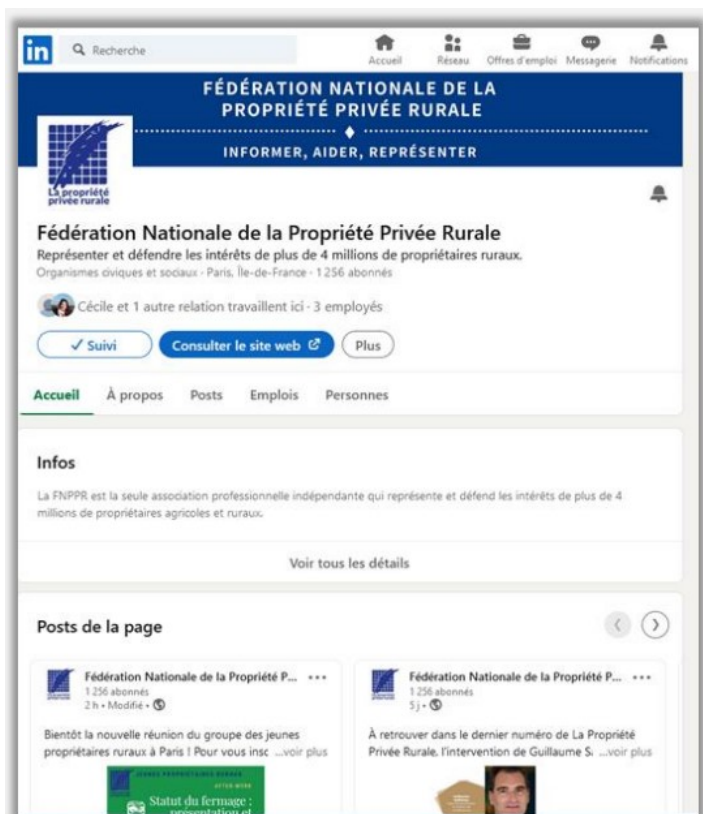 in
Recherche
Accueil
Réseau
Offres d'emploi
Messagerie
Notifications
FÉDÉRATION NATIONALE DE LA
PROPRIÉTÉ PRIVÉE RURALE
INFORMER, AIDER, REPRÉSENTER
La propriété
privée rurale
Fédération Nationale de la Propriété Privée Rurale
Représenter et défendre les intérêts de plus de 4 millions de propriétaires ruraux.
Organismes civiques et sociaux · Paris, Île-de-France · 1 256 abonnés
Cécile et 1 autre relation travaillent ici · 3 employés
✓ Suivi
Consulter le site web
Plus
Accueil
À propos
Posts
Emplois
Personnes
Infos
La FNPPR est la seule association professionnelle indépendante qui représente et défend les intérêts de plus de 4
millions de propriétaires agricoles et ruraux.
Voir tous les détails
Posts de la page
Fédération Nationale de la Propriété P... •••
1 256 abonnés
2 h • Modifié •
Bientôt la nouvelle réunion du groupe des jeunes
propriétaires ruraux à Paris ! Pour vous insc ...voir plus
JEUNES PROPRIÉTAIRES RURAUX
AFTER-WORK
Statut du fermage :
présentation et
Fédération Nationale de la Propriété P... •••
1 256 abonnés
5 j •
À retrouver dans le dernier numéro de La Propriété
Privée Rurale, l'intervention de Guillaume S. ...voir plus